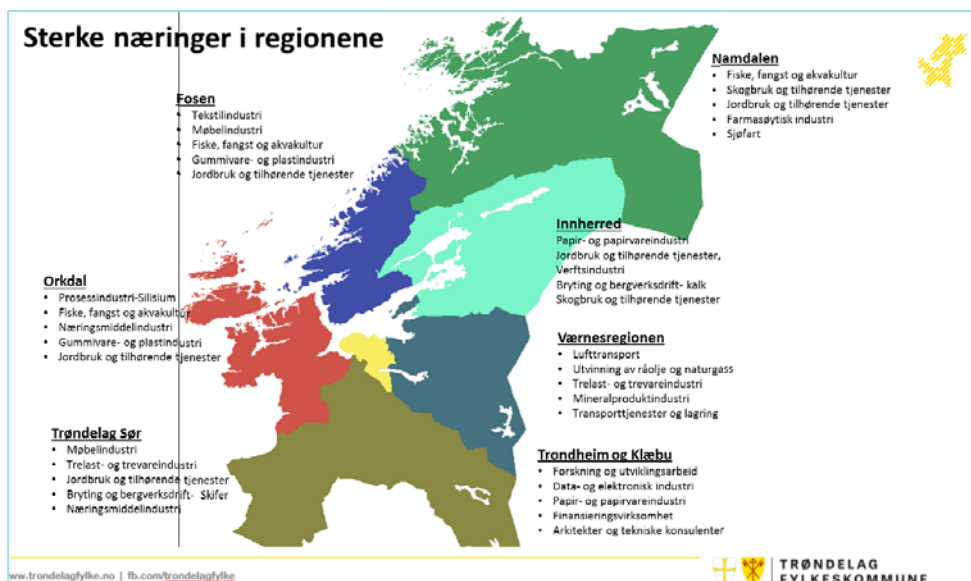 Sterke næringer i regionene
Namdalen
Fiske, fangst og akvakultur
Skogbruk og tilhørende tjenester
Jordbruk og tilhørende tjenester
Farmasøytisk industri
Sjøfart
Fosen
Tekstilindustri
Møbelindustri
Fiske, fangst og akvakultur
Gummivare- og plastindustri
Jordbruk og tilhørende tjenester
Innherred
Papir- og papirvareindustri
Jordbruk og tilhørende tjenester,
Verftsindustri
Bryting og bergverksdrift- kalk
Skogbruk og tilhørende tjenester
Orkdal
Prosessindustri-Silisium
Fiske, fangst og akvakultur
Næringsmiddelindustri
Gummivare- og plastindustri
Jordbruk og tilhørende tjenester
Værnesregionen
Lufttransport
Utvinning av råolje og naturgass
Trelast- og trevareindustri
Mineralproduktindustri
Transporttjenester og lagring
Trøndelag Sør
Møbelindustri
Trelast- og trevareindustri
Jordbruk og tilhørende tjenester
Bryting og bergverksdrift- Skifer
Næringsmiddelindustri
Trondheim og Klæbu
Forskning og utviklingsarbeid
Data- og elektronisk industri
Papir- og papirvareindustri
Finansieringsvirksomhet
Arkitekter og tekniske konsulenter
ww.trondelagfylke.no | fb.com/trondelagfylke
TRØNDELAG
FYLKESKOMMUNE